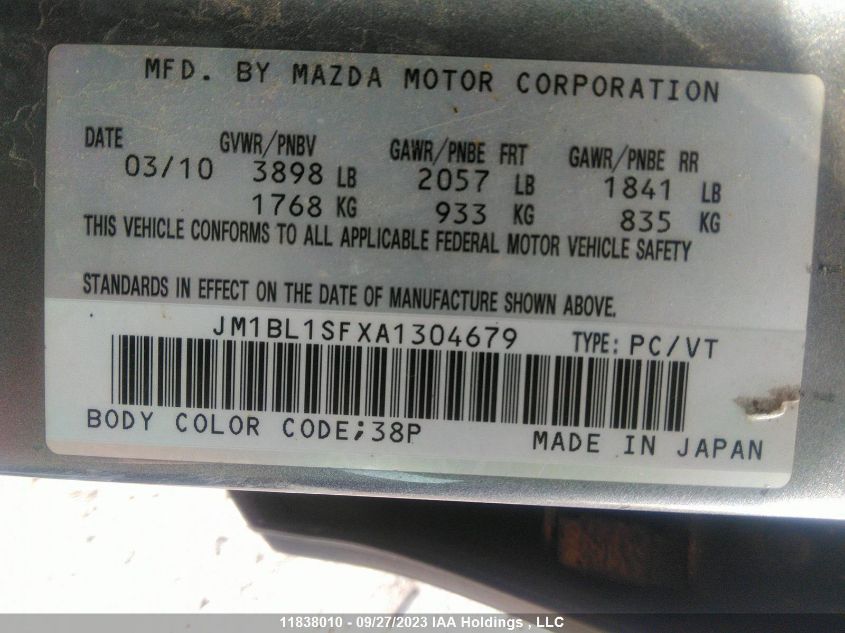 MFD. BY MAZDA MOTOR CORPORATION
DATE GVWR/PNBV GAWR/PNBE FRT GAWR/PNBE RR
03/10 3898 LB 2057 LB 1841 LB
1768 KG 933 KG 835 KG
THIS VEHICLE CONFORMS TO ALL APPLICABLE FEDERAL MOTOR VEHICLE SAFETY
STANDARDS IN EFFECT ON THE DATE OF MANUFACTURE SHOWN ABOVE.
JM1BL1SFXA1304679 TYPE: PC/VT
BODY COLOR CODE;38P MADE IN JAPAN
11838010 - 09/27/2023 IAA Holdings , LLC